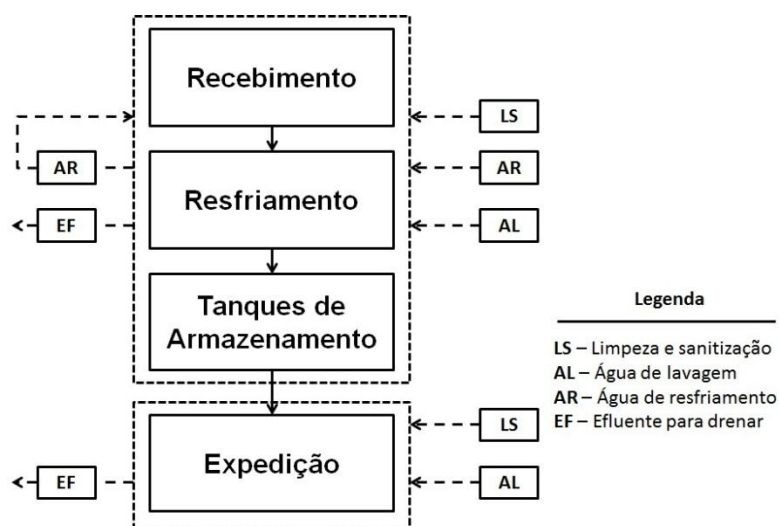 Recebimento
LS
AR
AR
Resfriamento
EF
AL
Tanques de
Armazenamento
Legenda
LS – Limpeza e sanitização
AL – Água de lavagem
AR – Água de resfriamento
EF – Efluente para drenar
LS
Expedição
EF
AL